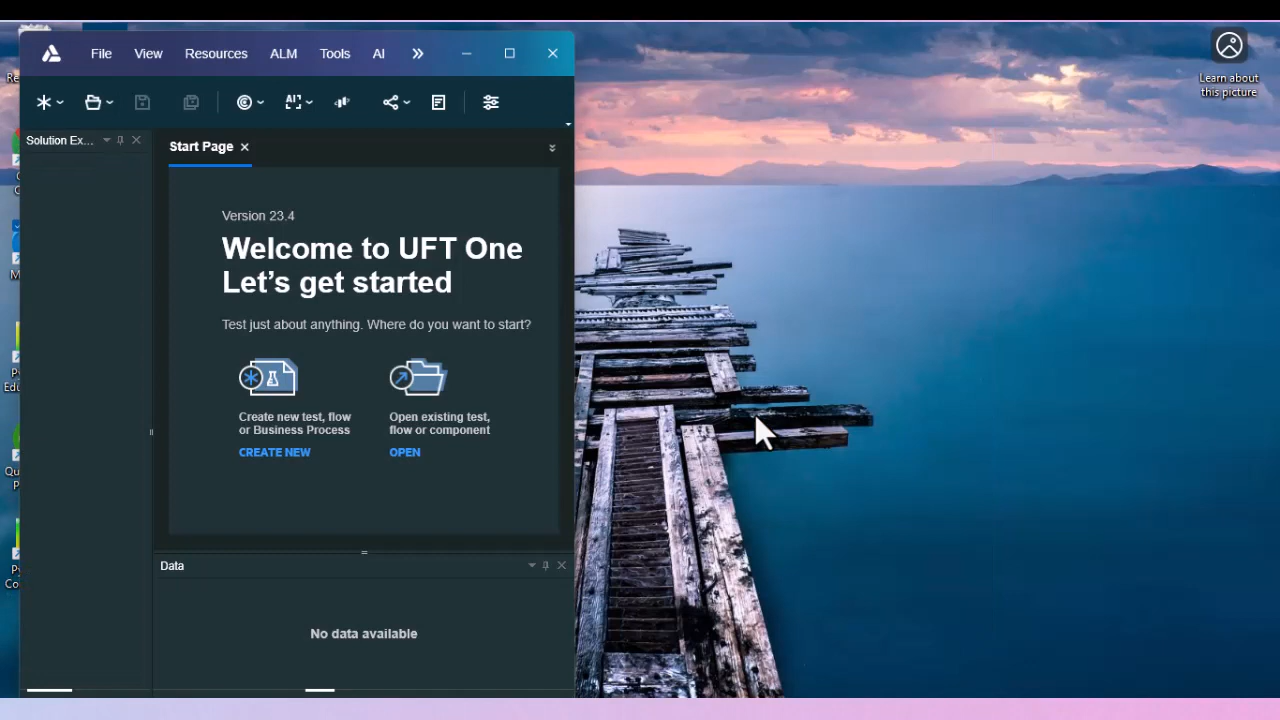 File View Resources ALM Tools AI
AI
Learn about
this picture
Solution Ex...
Start Page
Version 23.4
Welcome to UFT One
Let's get started
Test just about anything. Where do you want to start?
Create new test, flow
or Business Process
CREATE NEW
Open existing test,
flow or component
OPEN
Data
No data available